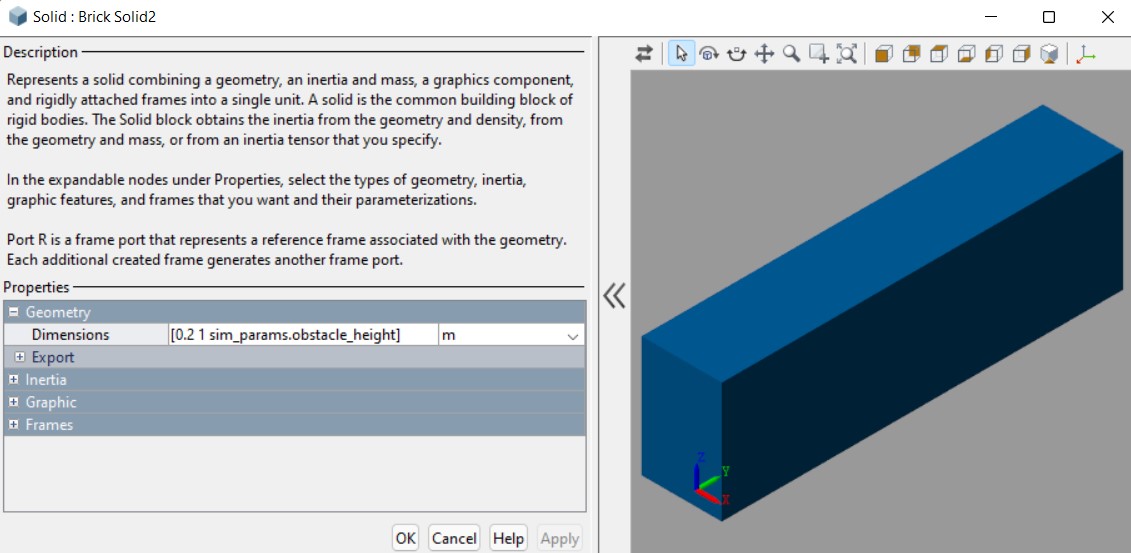 Solid : Brick Solid2
Description
Represents a solid combining a geometry, an inertia and mass, a graphics component,
and rigidly attached frames into a single unit. A solid is the common building block of
rigid bodies. The Solid block obtains the inertia from the geometry and density, from
the geometry and mass, or from an inertia tensor that you specify.
In the expandable nodes under Properties, select the types of geometry, inertia,
graphic features, and frames that you want and their parameterizations.
Port R is a frame port that represents a reference frame associated with the geometry.
Each additional created frame generates another frame port.
Properties
Geometry
Dimensions [0.2 1 sim_params.obstacle_height] m
Export
Inertia
Graphic
Frames
OK Cancel Help Apply
Z
Y
X